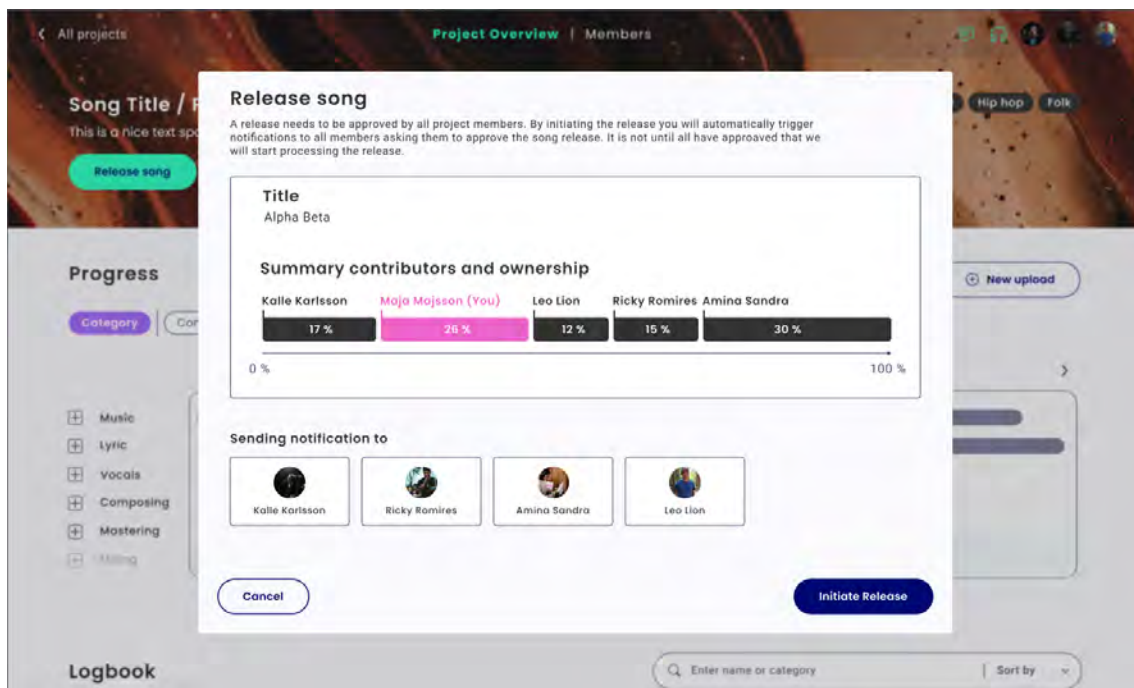 All projects
Project Overview | Members
Song Title /
This is a nice text
Release song
Hip hop
Folk
Release song
A release needs to be approved by all project members. By initiating the release you will automatically trigger
notifications to all members asking them to approve the song release. It is not until all have approaved that we
will start processing the release.
Title
Alpha Beta
Summary contributors and ownership
Kalle Karlsson
Maja Majsson (You)
Leo Lion
Ricky Romires
Amina Sandra
17 %
26 %
12 %
15 %
30 %
0 %
100 %
Sending notification to
Kalle Karlsson
Ricky Romires
Amina Sandra
Leo Lion
Cancel
Initiate Release
Progress
New upload
Category
Music
Lyric
Vocals
Composing
Mastering
Mixing
Logbook
Enter name or category
Sort by